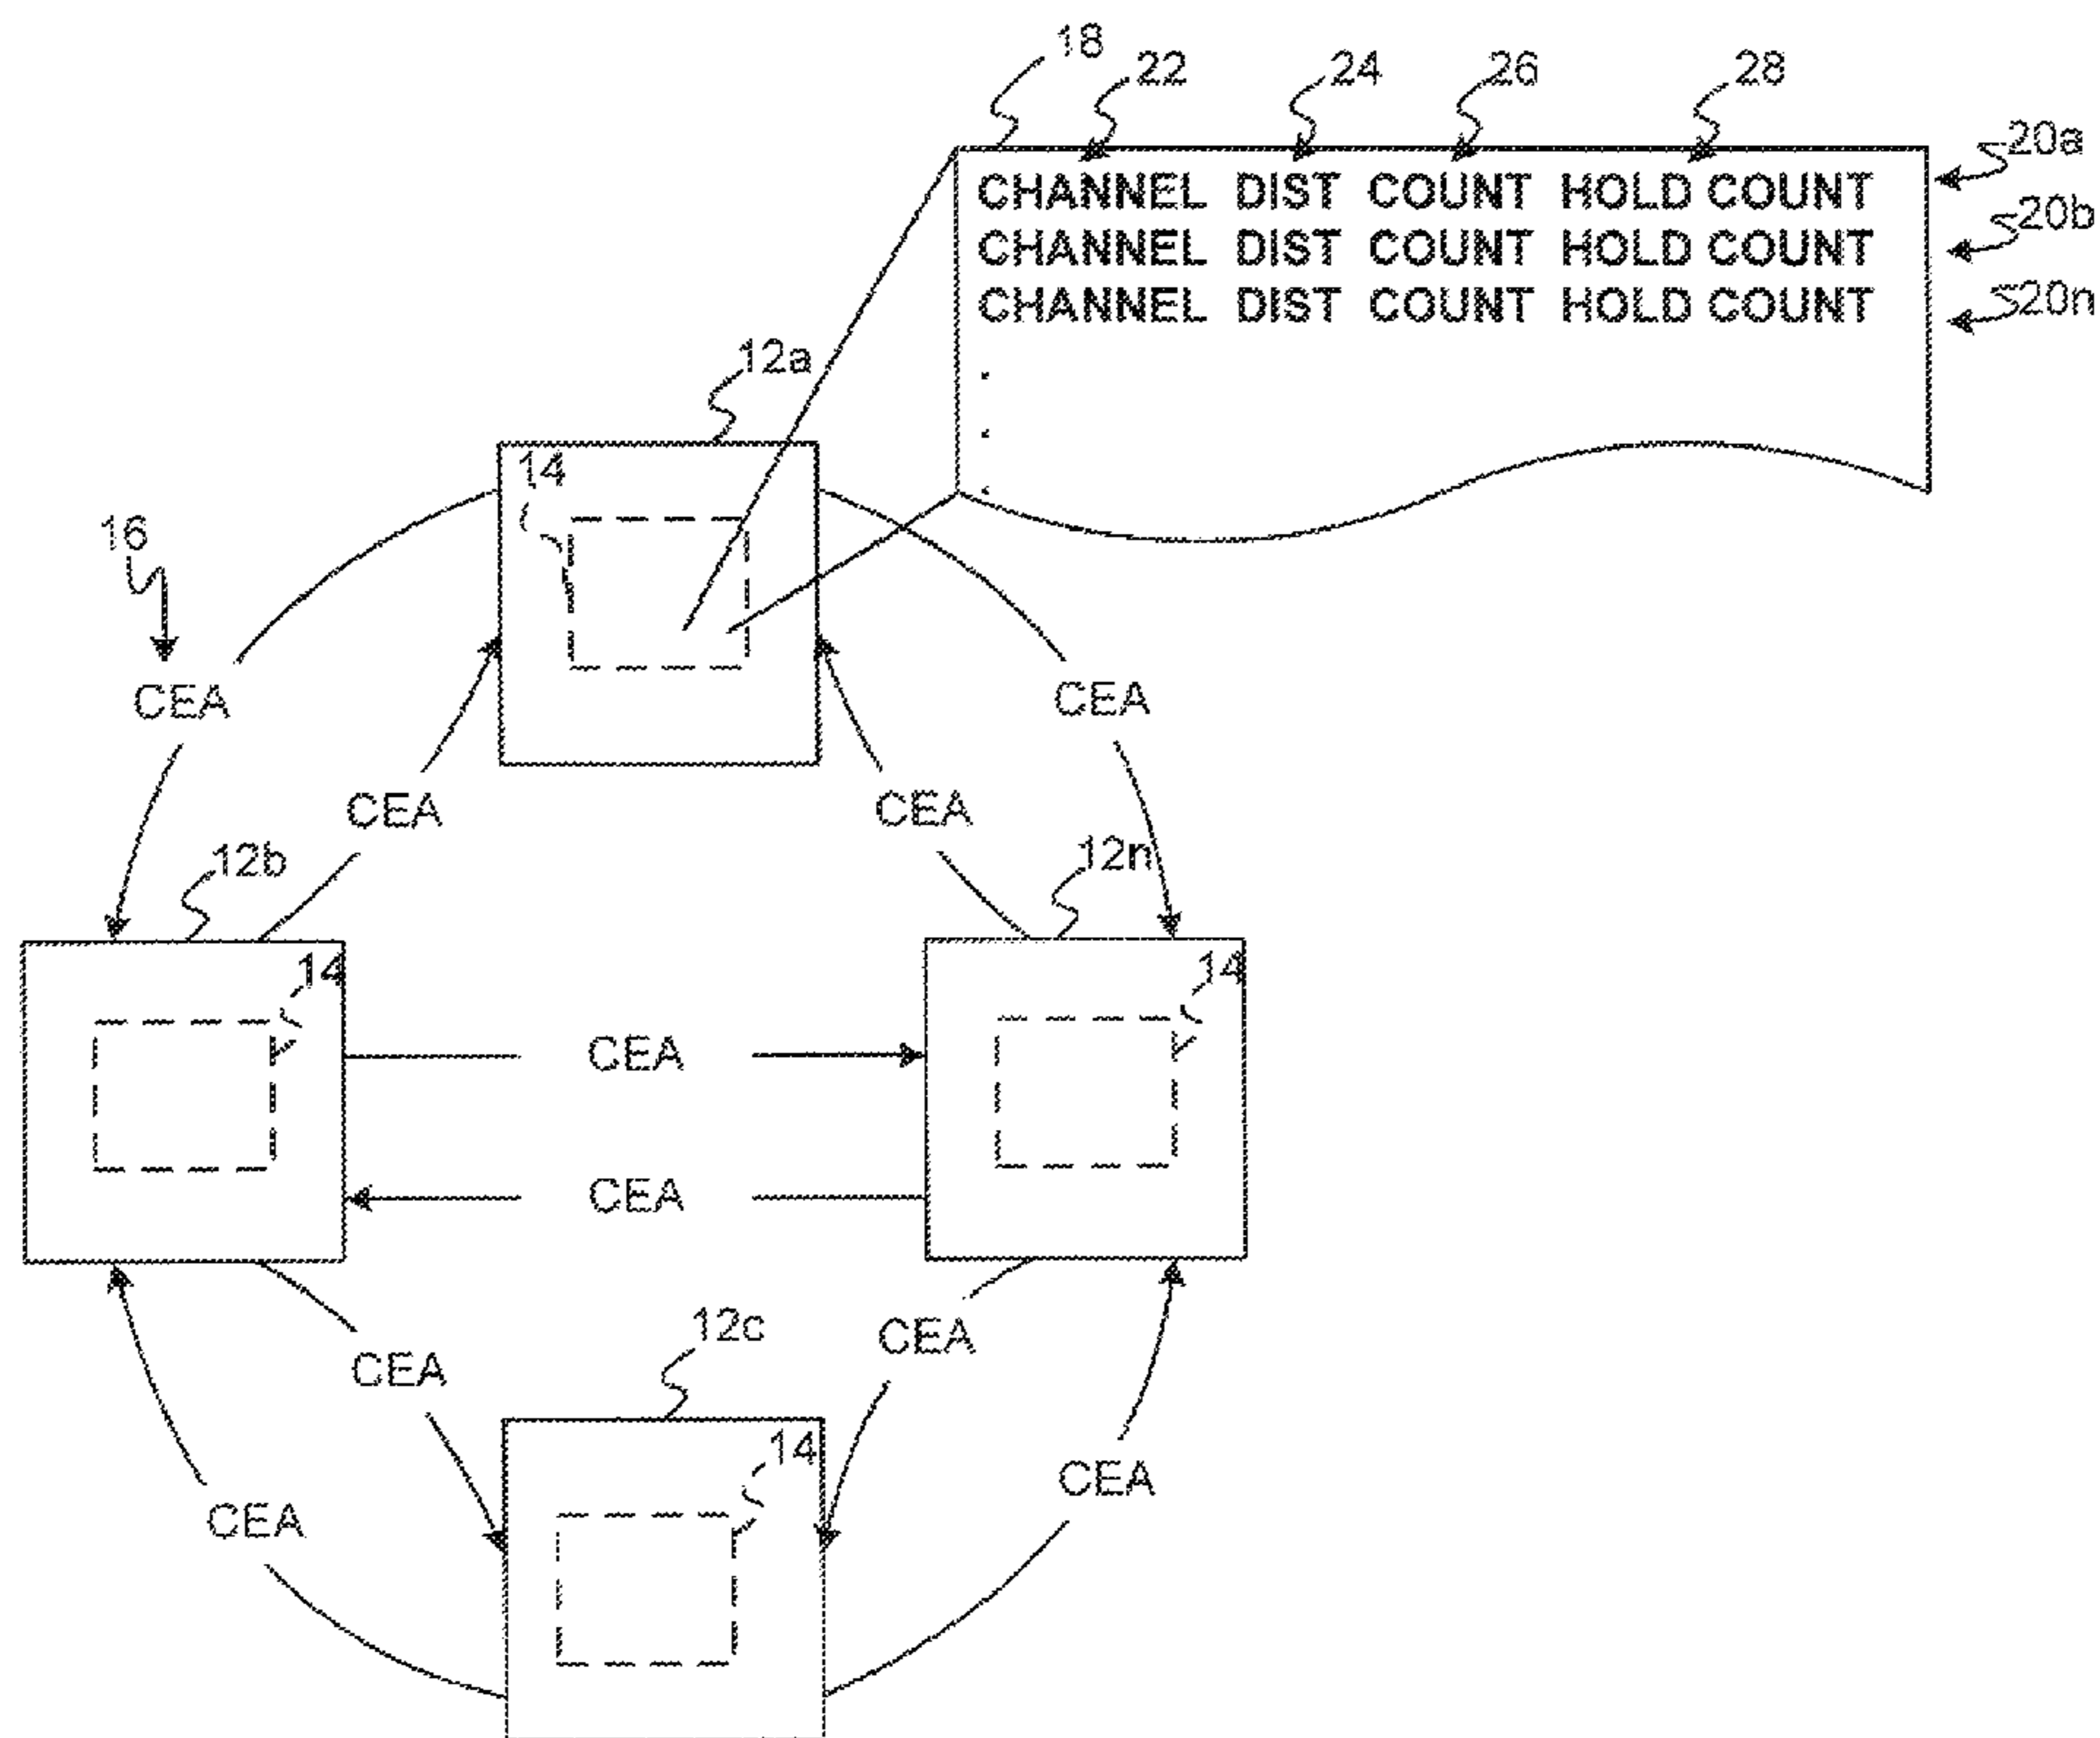 18
22 24 26 28
20a
CHANNEL DIST COUNT HOLD COUNT
20b
CHANNEL DIST COUNT HOLD COUNT
20n
CHANNEL DIST COUNT HOLD COUNT
.
.
.
12a
14
16
CEA
CEA
CEA
CEA
12b
12n
14
14
CEA
CEA
12c
CEA
CEA
14
CEA
CEA